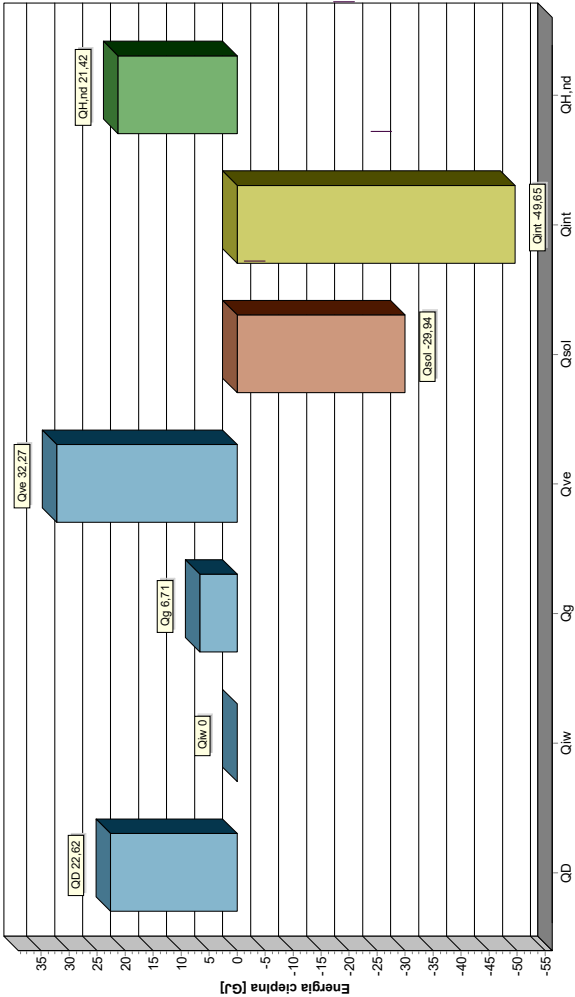 Energia cieplna [GJ]
35
30
25
20
15
10
5
0
-5
-10
-15
-20
-25
-30
-35
-40
-45
-50
-55
QD 22,62
Qiw 0
Qg 6,71
Qve 32,27
Qsol -29,94
Qint -49,65
QH,nd 21,42
QD
Qiw
Qg
Qve
Qsol
Qint
QH,nd